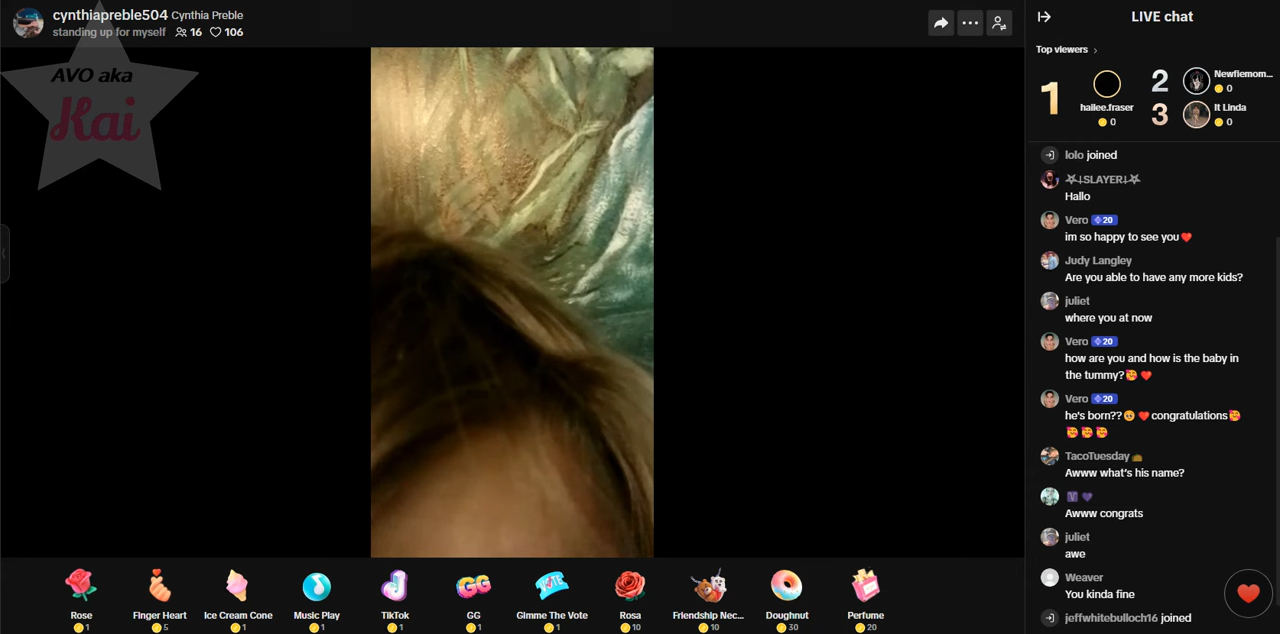 cynthiapreble504 Cynthia Preble
standing up for myself 16 106
AVO aka
Kai
LIVE chat
Top viewers >
1
hailee.fraser
0
2
Newfiemom...
0
3
It Linda
0
lolo joined
⛧⸸SLAYER⸸⛧
Hallo
Vero 20
im so happy to see you❤️
Judy Langley
Are you able to have any more kids?
juliet
where you at now
Vero 20
how are you and how is the baby in
the tummy?🥰❤️
Vero 20
he's born??🥺❤️congratulations🥰
🥰🥰🥰
TacoTuesday
Awww what's his name?
🆅 💜
Awww congrats
juliet
awe
Weaver
You kinda fine
jeffwhitebulloch16 joined
GG
VOTE
Rose
1
Finger Heart
5
Ice Cream Cone
1
Music Play
1
TikTok
1
GG
1
GImme The Vote
1
Rosa
10
Friendship Nec...
10
Doughnut
30
Perfume
20